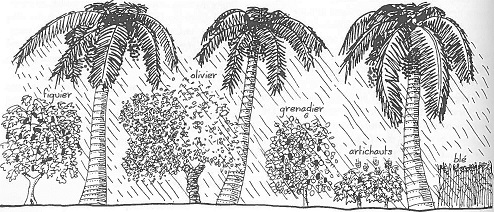 figuier
olivier
grenadier
artichauts
blé